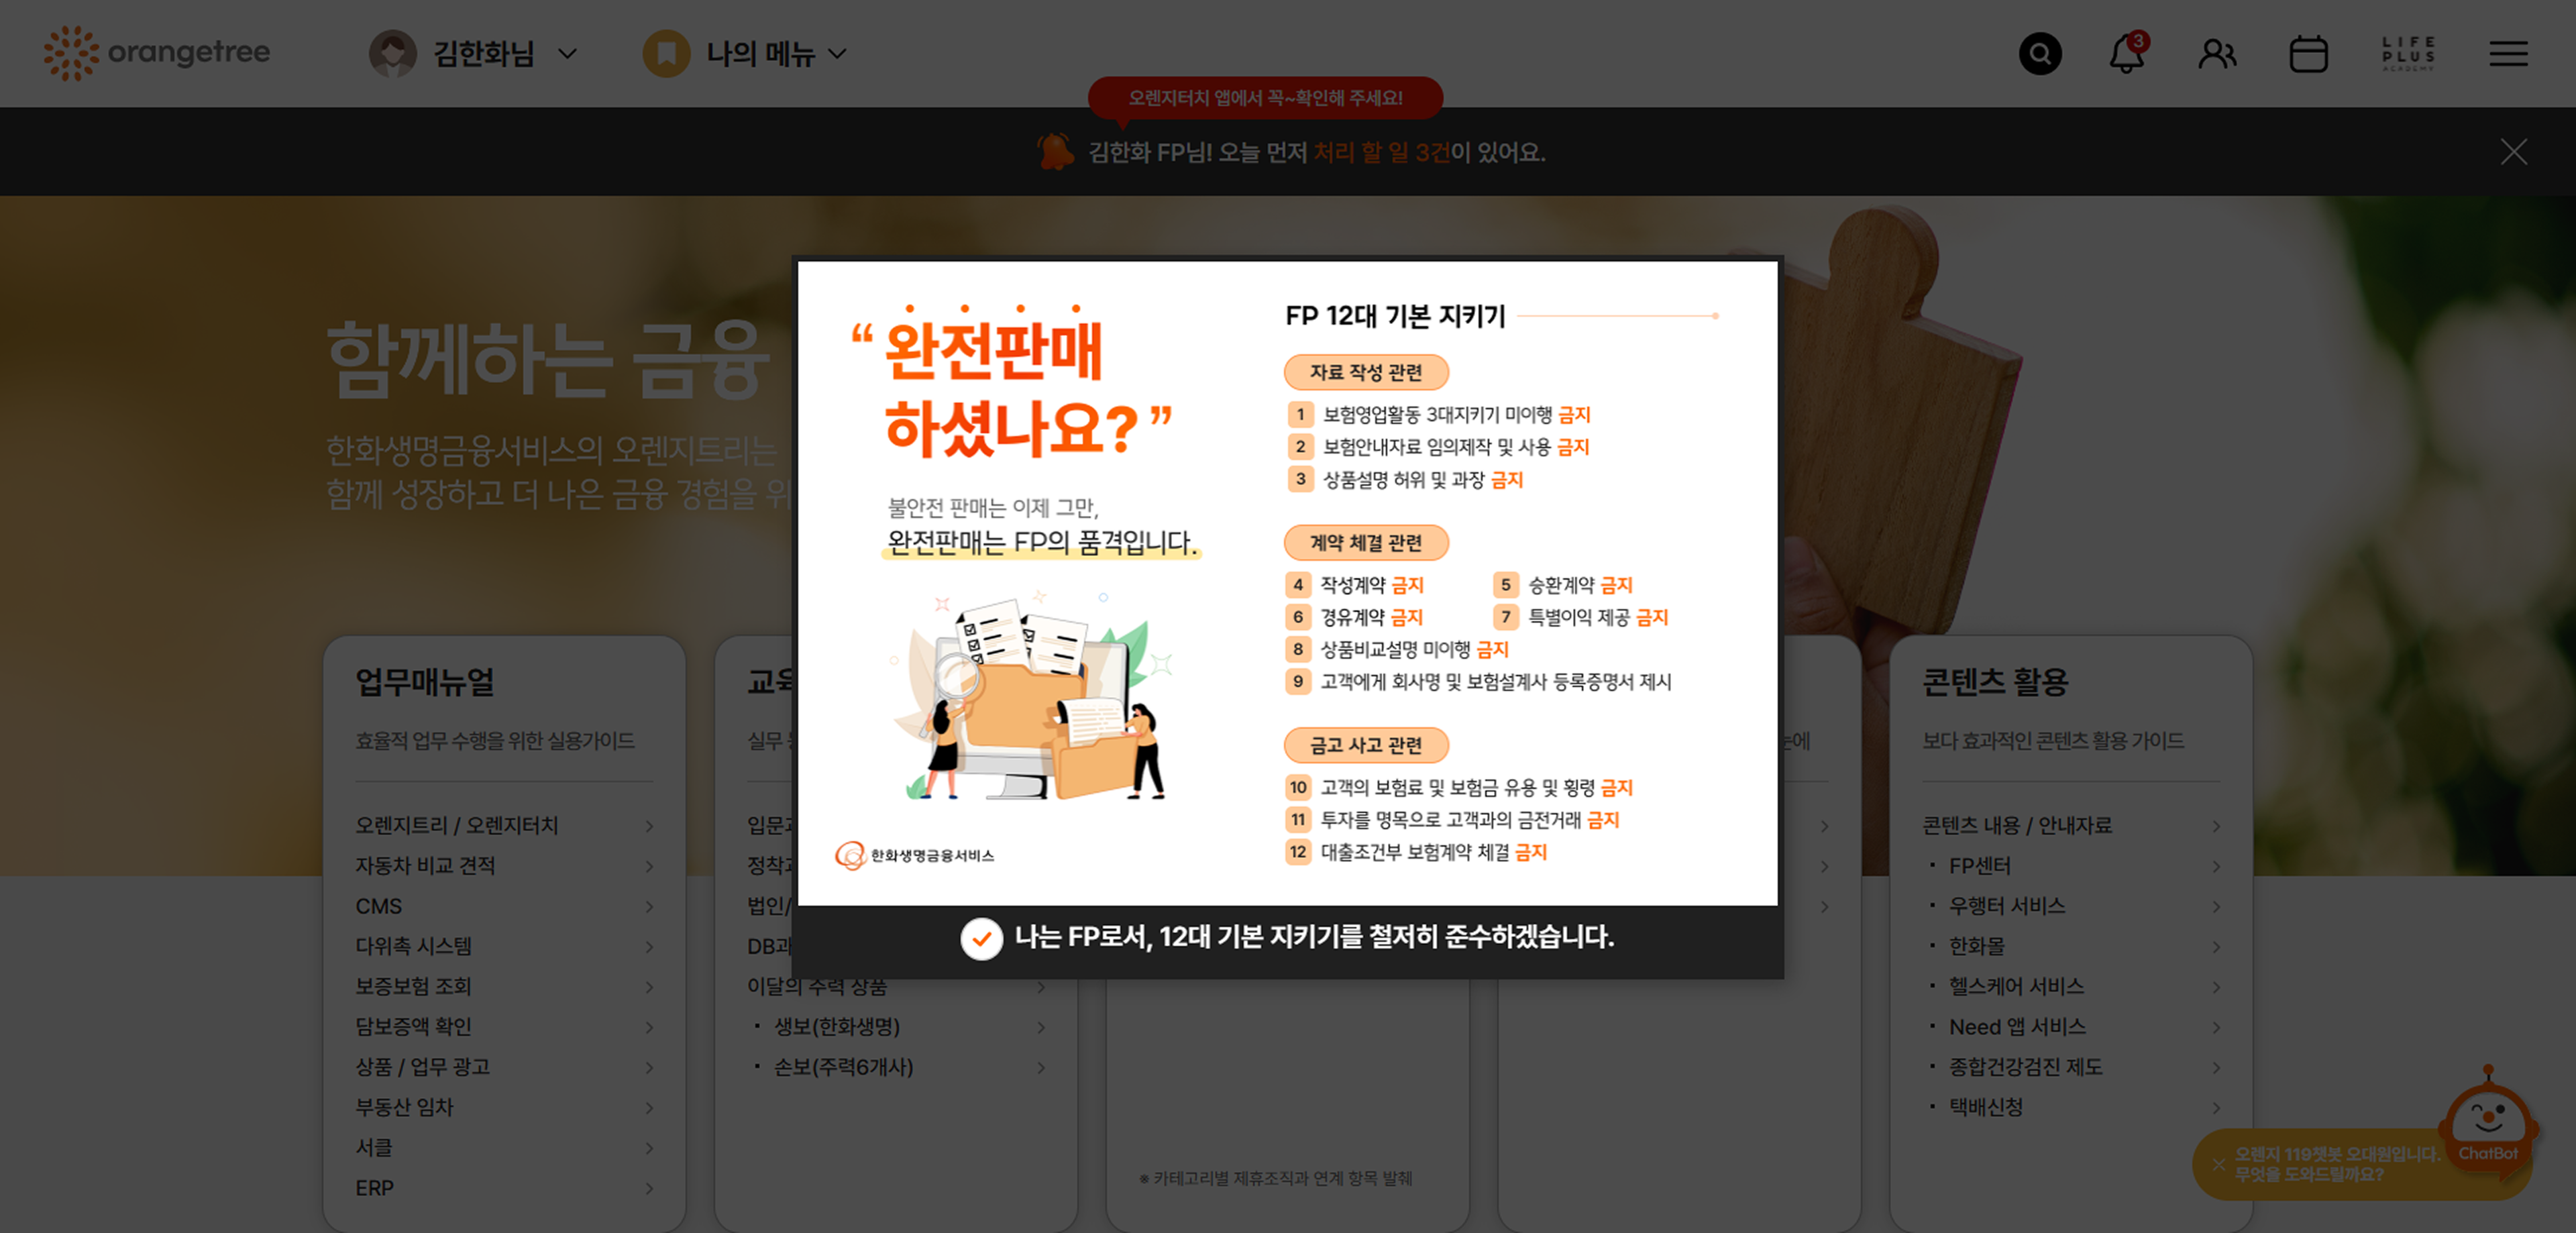 orangetree
김한화님
나의 메뉴
3
LIFE
PLUS
ACADEMY
오렌지터치 앱에서 꼭~확인해 주세요!
김한화 FP님! 오늘 먼저 처리 할 일 3건이 있어요.
함께하는 금융
한화생명금융서비스의 오렌지트리는
함께 성장하고 더 나은 금융 경험을 위
“ 완전판매
하셨나요? ”
불안전 판매는 이제 그만,
완전판매는 FP의 품격입니다.
한화생명금융서비스
FP 12대 기본 지키기
자료 작성 관련
1 보험영업활동 3대지키기 미이행 금지
2 보험안내자료 임의제작 및 사용 금지
3 상품설명 허위 및 과장 금지
계약 체결 관련
4 작성계약 금지 5 승환계약 금지
6 경유계약 금지 7 특별이익 제공 금지
8 상품비교설명 미이행 금지
9 고객에게 회사명 및 보험설계사 등록증명서 제시
금고 사고 관련
10 고객의 보험료 및 보험금 유용 및 횡령 금지
11 투자를 명목으로 고객과의 금전거래 금지
12 대출조건부 보험계약 체결 금지
나는 FP로서, 12대 기본 지키기를 철저히 준수하겠습니다.
업무매뉴얼
효율적 업무 수행을 위한 실용가이드
오렌지트리 / 오렌지터치
자동차 비교 견적
CMS
다위촉 시스템
보증보험 조회
담보증액 확인
상품 / 업무 광고
부동산 임차
서클
ERP
실무
입문
정착
법인/
DB
이달의 주력 상품
· 생보(한화생명)
· 손보(주력6개사)
※ 카테고리별 제휴조직과 연계 항목 발췌
눈에
콘텐츠 활용
보다 효과적인 콘텐츠 활용 가이드
콘텐츠 내용 / 안내자료
· FP센터
· 우행터 서비스
· 한화몰
· 헬스케어 서비스
· Need 앱 서비스
· 종합건강검진 제도
· 택배신청
오렌지 119챗봇 오대원입니다.
무엇을 도와드릴까요?
ChatBot